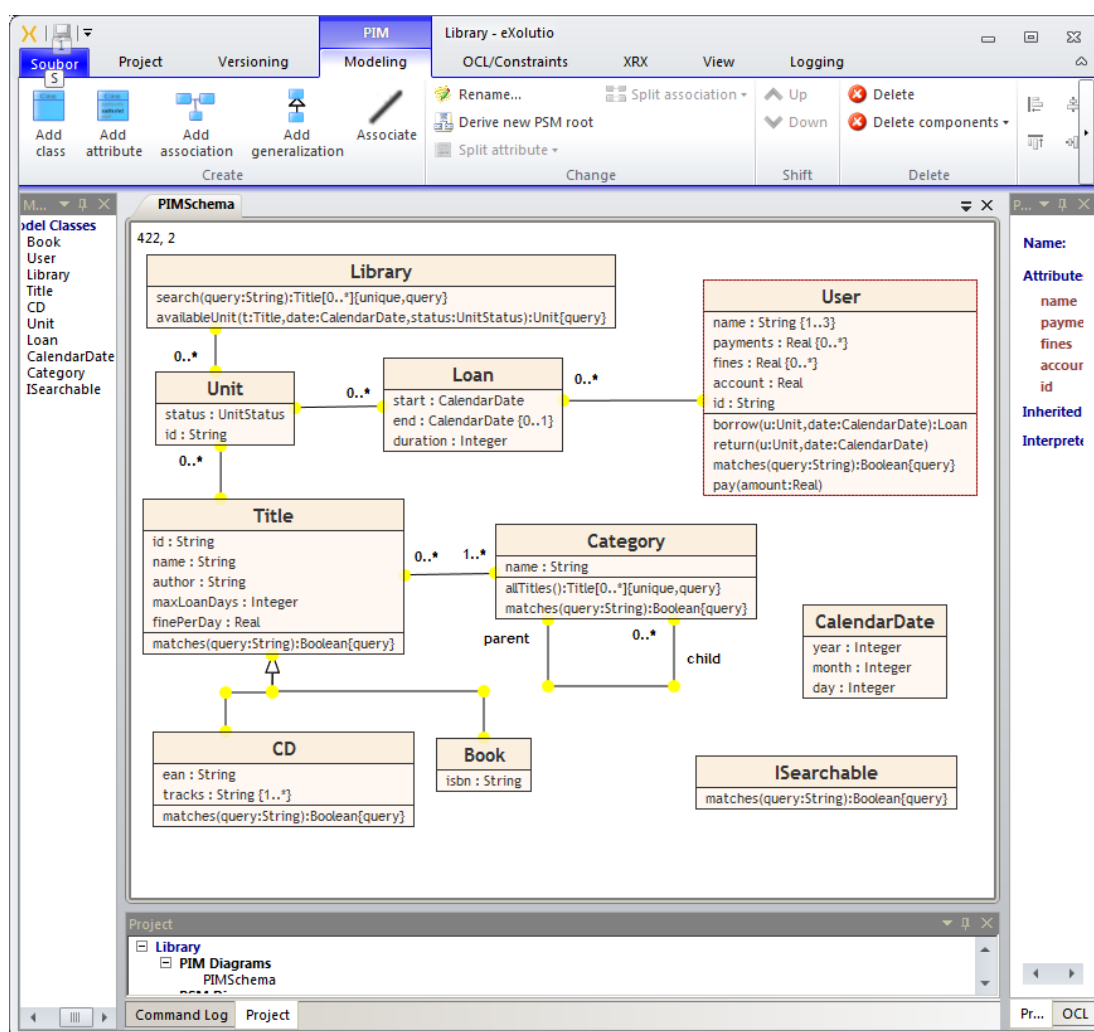 PIM
Library - eXolutio
1
Soubor
Project
Versioning
Modeling
OCL/Constraints
XRX
View
Logging
S
Add class
Add attribute
Add association
Add generalization
Associate
Create
Rename...
Derive new PSM root
Split attribute
Split association
Change
Up
Down
Shift
Delete
Delete components
Delete
M...
PIMSchema
P...
Model Classes
Book
User
Library
Title
CD
Unit
Loan
CalendarDate
Category
ISearchable
422, 2
Library
search(query:String):Title[0..*]{unique,query}
availableUnit(t:Title,date:CalendarDate,status:UnitStatus):Unit{query}
0..*
Unit
status : UnitStatus
id : String
0..*
0..*
Loan
start : CalendarDate
end : CalendarDate {0..1}
duration : Integer
0..*
User
name : String {1..3}
payments : Real {0..*}
fines : Real {0..*}
account : Real
id : String
borrow(u:Unit,date:CalendarDate):Loan
return(u:Unit,date:CalendarDate)
matches(query:String):Boolean{query}
pay(amount:Real)
Title
id : String
name : String
author : String
maxLoanDays : Integer
finePerDay : Real
matches(query:String):Boolean{query}
0..*
1..*
Category
name : String
allTitles():Title[0..*]{unique,query}
matches(query:String):Boolean{query}
parent
0..*
child
CalendarDate
year : Integer
month : Integer
day : Integer
CD
ean : String
tracks : String {1..*}
matches(query:String):Boolean{query}
Book
isbn : String
ISearchable
matches(query:String):Boolean{query}
Name:
Attribute
name
payme
fines
accour
id
Inherited
Interprete
Project
Library
PIM Diagrams
PIMSchema
Command Log
Project
Pr...
OCL